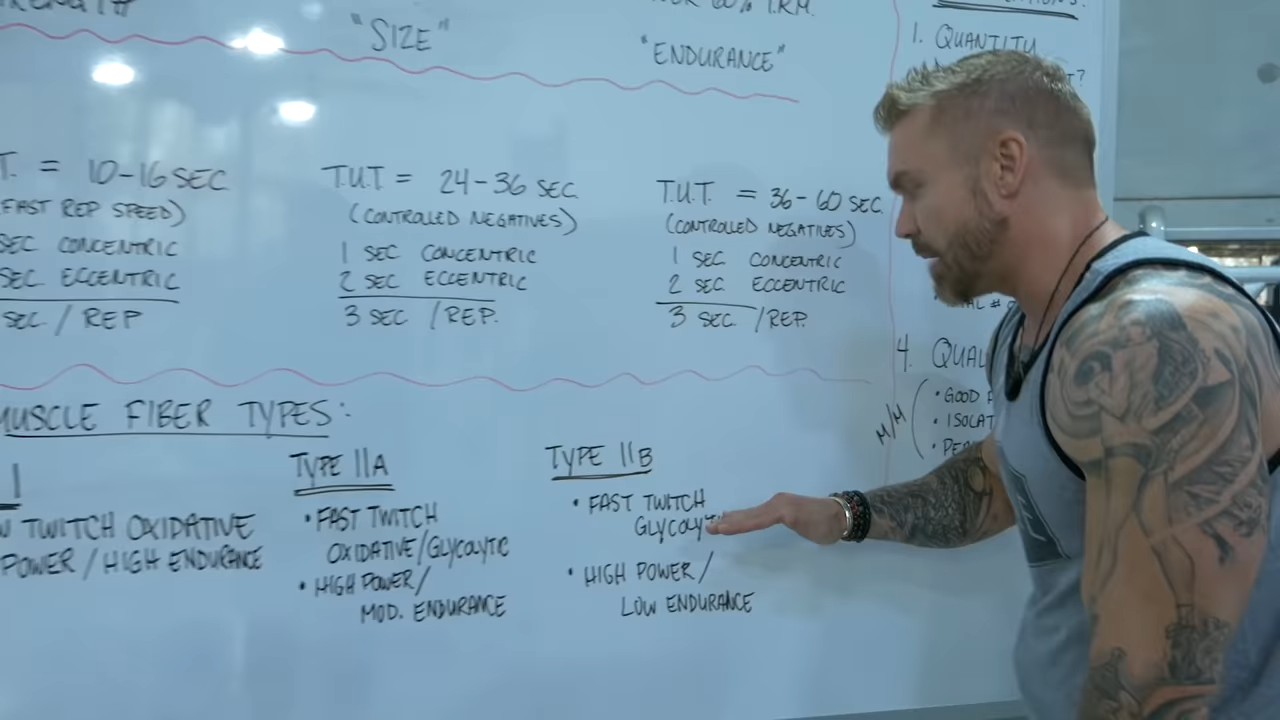 "SIZE"
60% 1.R.M.
"ENDURANCE"
1. QUANTITY
T. = 10-16 SEC
(FAST REP SPEED)
SEC CONCENTRIC
SEC ECCENTRIC
SEC / REP
T.U.T = 24-36 SEC.
(CONTROLLED NEGATIVES)
1 SEC CONCENTRIC
2 SEC ECCENTRIC
3 SEC /REP.
T.U.T. = 36-60 SEC.
(CONTROLLED NEGATIVES)
1 SEC CONCENTRIC
2 SEC ECCENTRIC
3 SEC. /REP.
4. QUAL
M/M
• GOOD
• ISOLAT
MUSCLE FIBER TYPES:
I
TWITCH OXIDATIVE
POWER / HIGH ENDURANCE
TYPE IIA
• FAST TWITCH
OXIDATIVE/GLYCOLYTIC
• HIGH POWER/
MOD. ENDURANCE
TYPE IIB
• FAST TWITCH
GLYCOLYT
• HIGH POWER/
LOW ENDURANCE